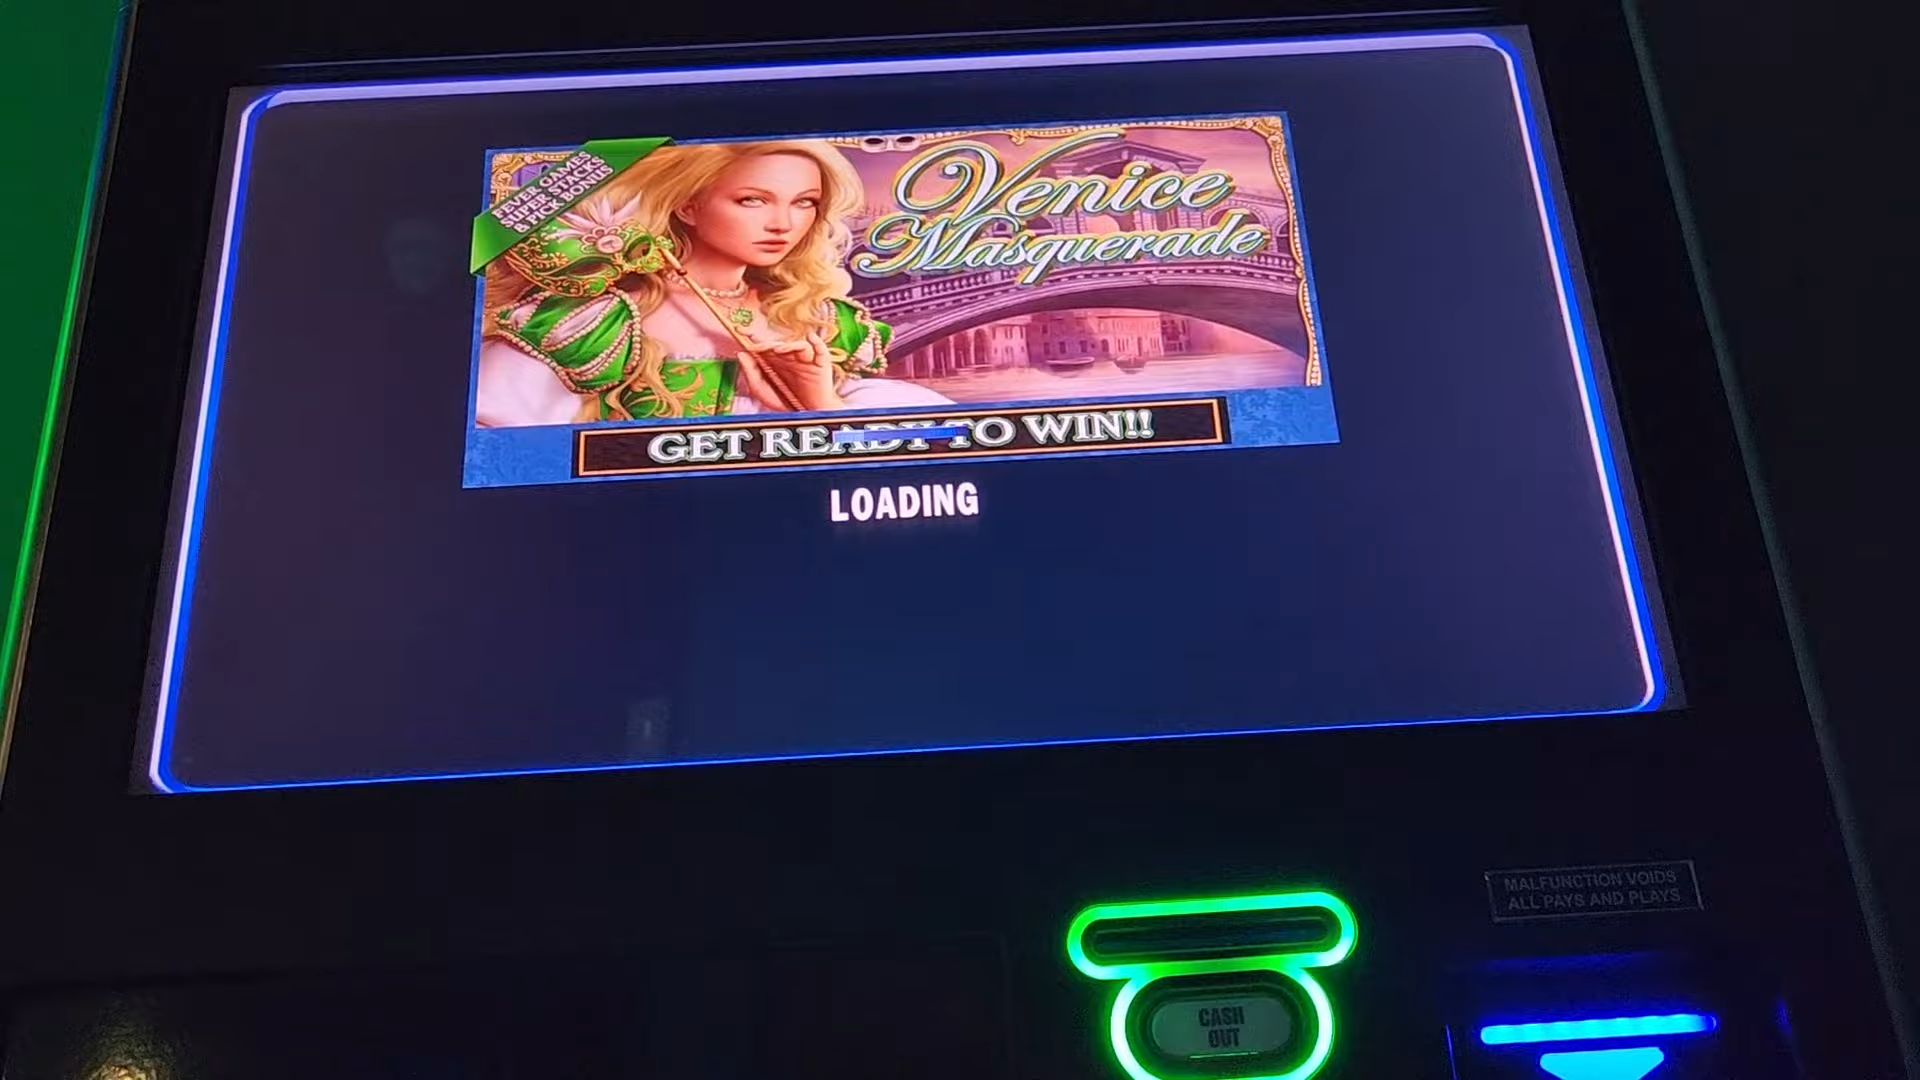 FEVER GAMES
SUPER STACKS
& PICK BONUS
Venice
Masquerade
GET READY TO WIN!!
LOADING
MALFUNCTION VOIDS
ALL PAYS AND PLAYS
CASH
OUT